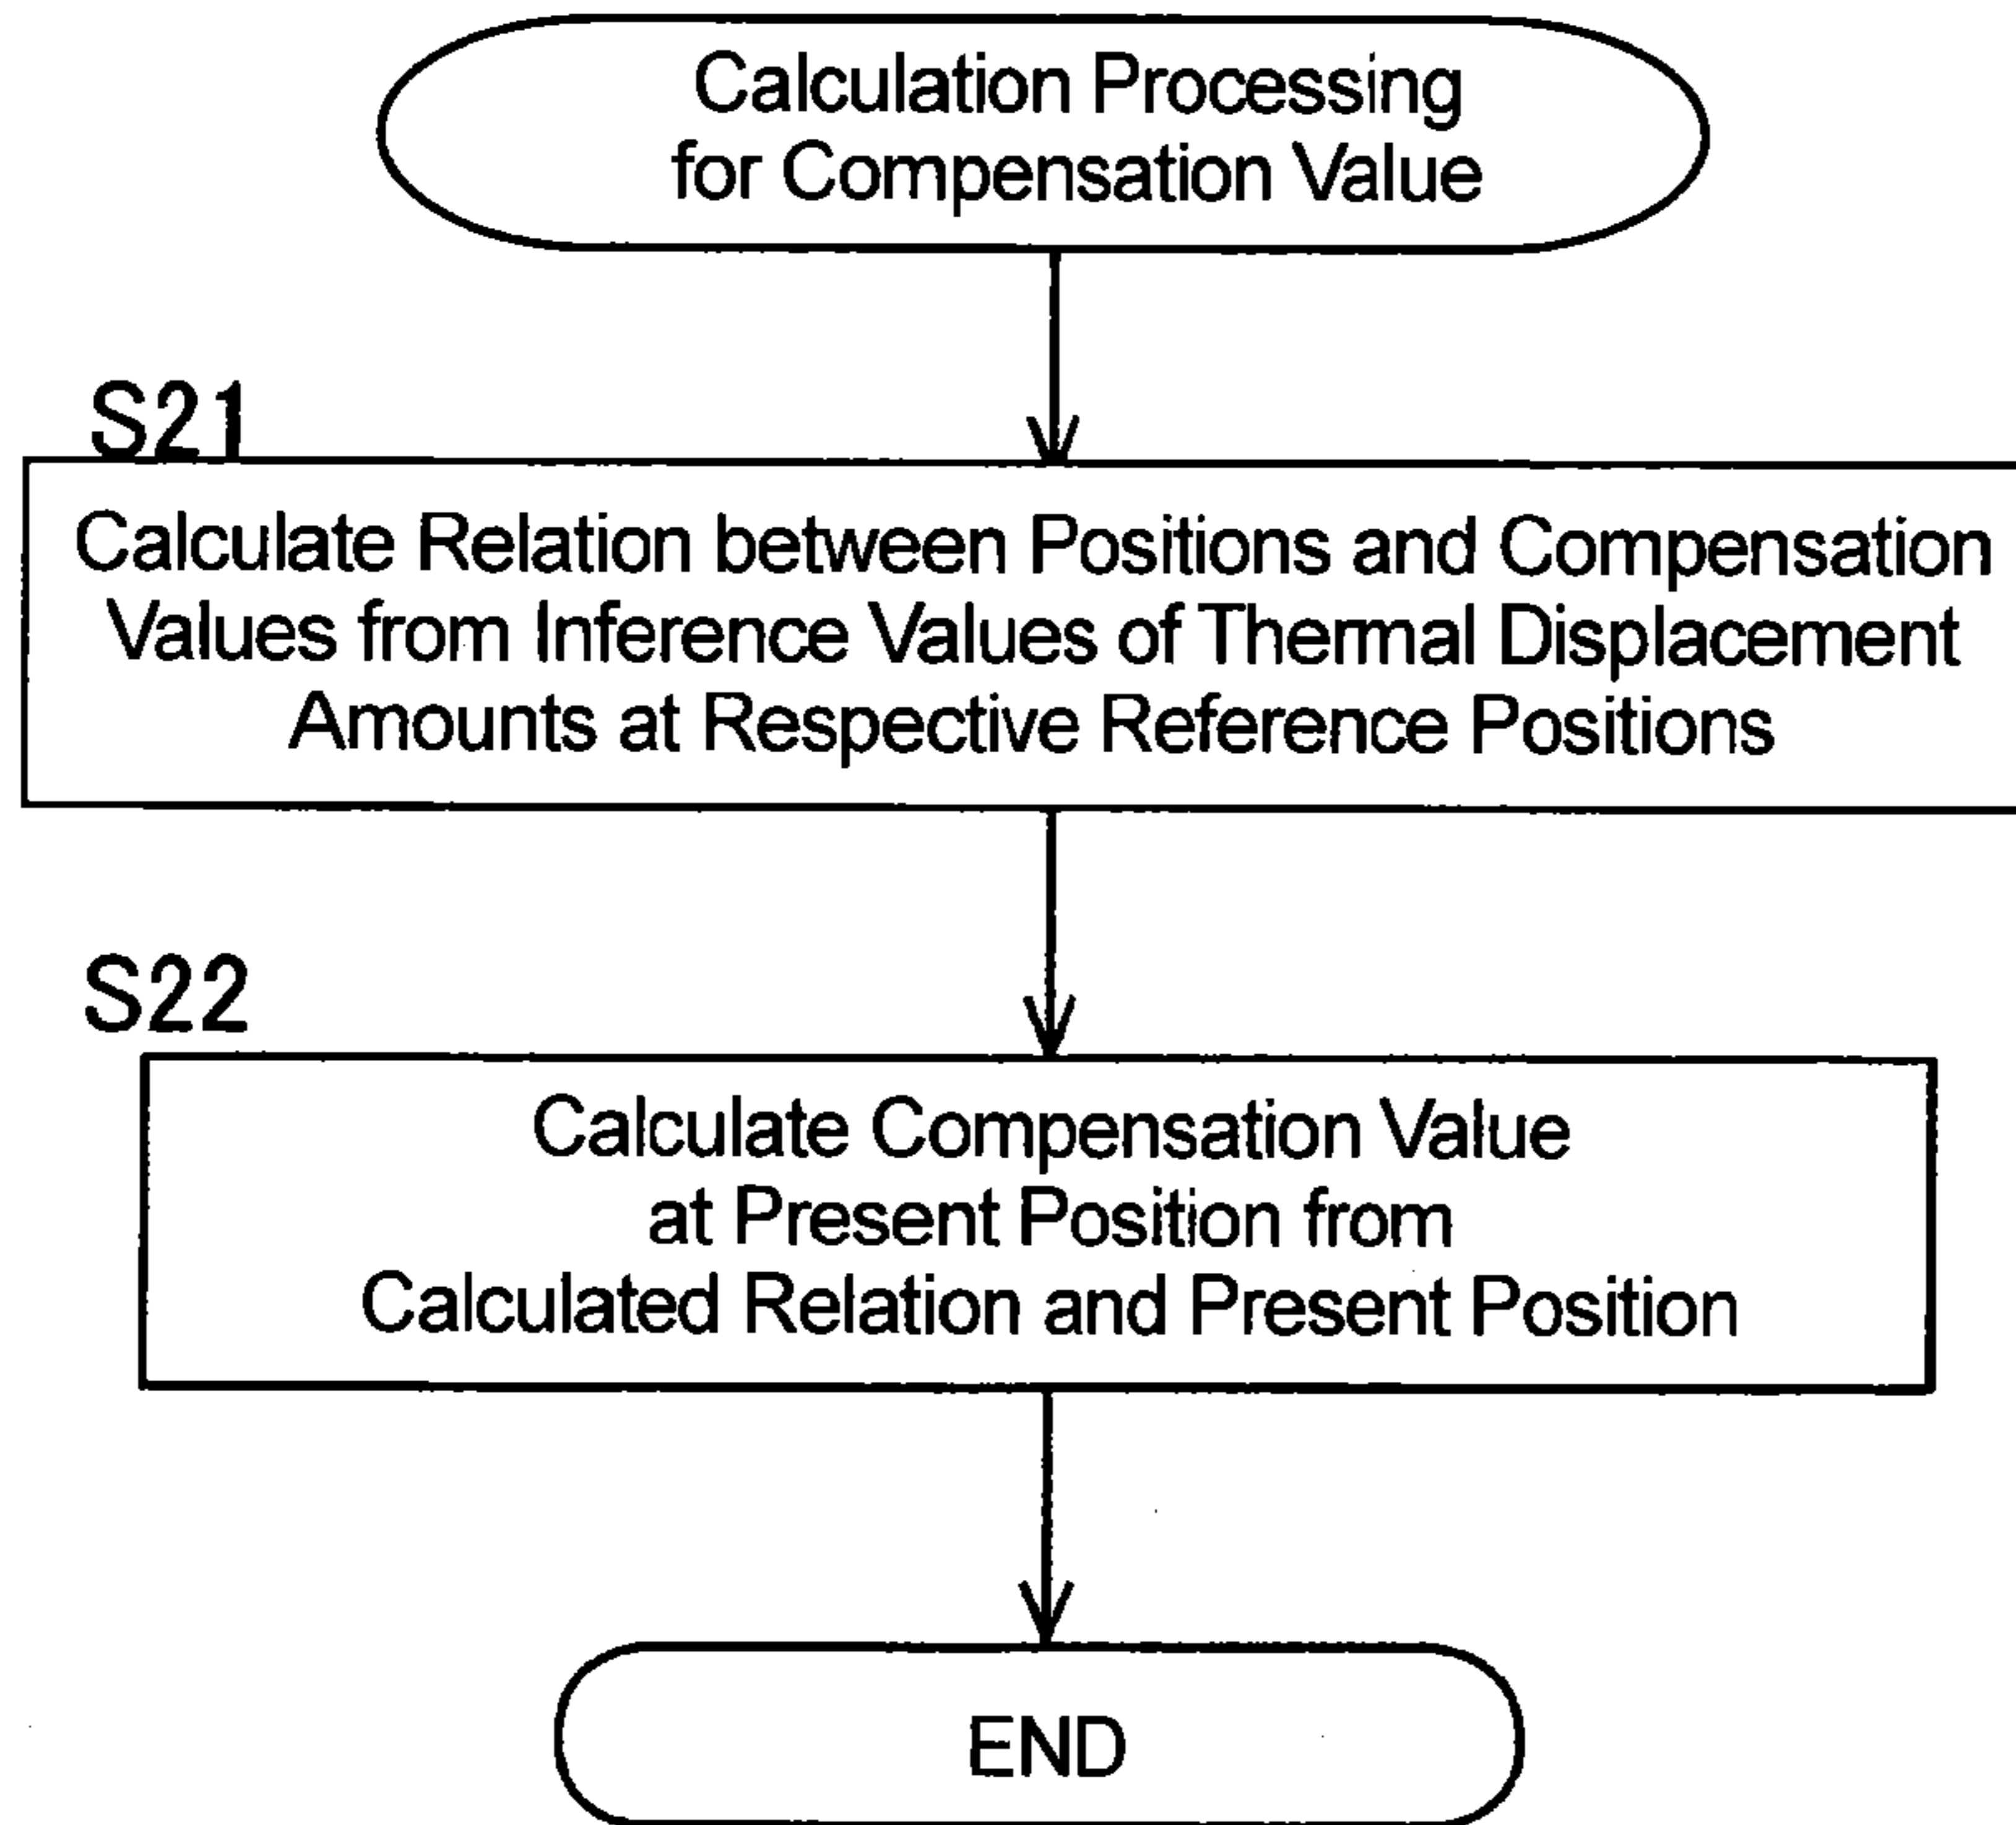 Calculation Processing
for Compensation Value
S21
Calculate Relation between Positions and Compensation
Values from Inference Values of Thermal Displacement
Amounts at Respective Reference Positions
S22
Calculate Compensation Value
at Present Position from
Calculated Relation and Present Position
END